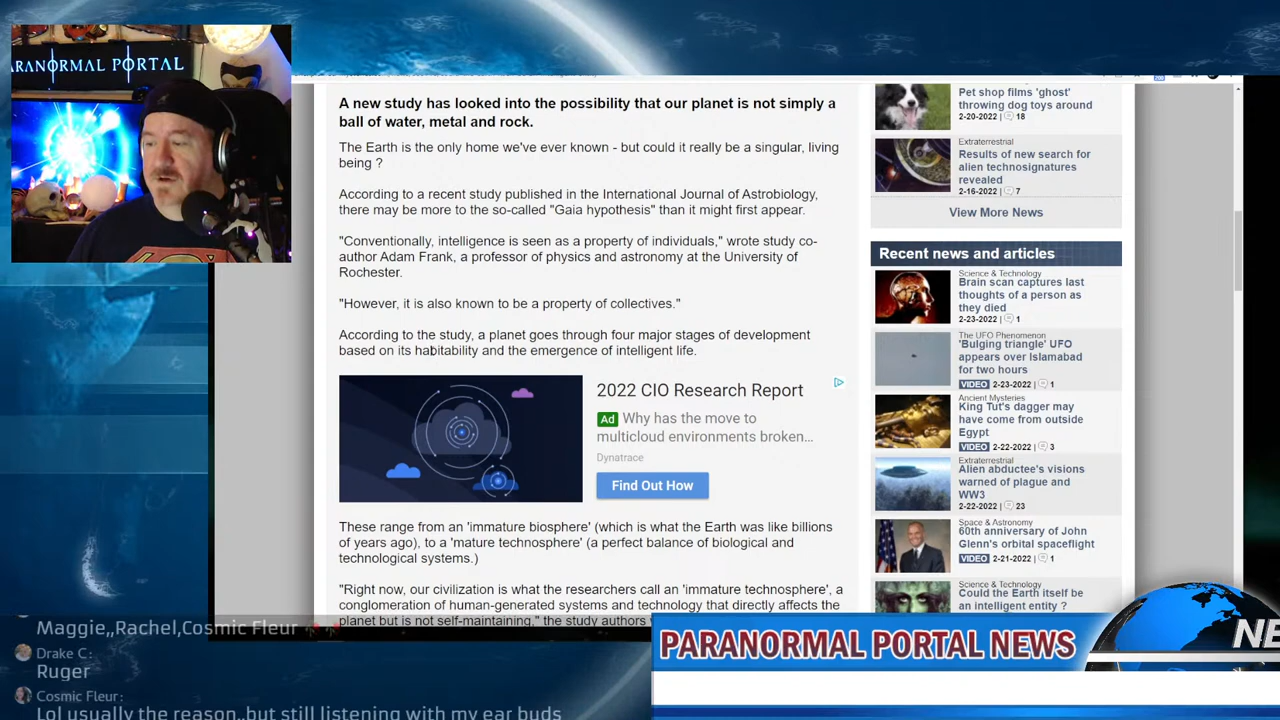 PARANORMAL PORTAL
A new study has looked into the possibility that our planet is not simply a
ball of water, metal and rock.
The Earth is the only home we've ever known - but could it really be a singular, living
being ?
According to a recent study published in the International Journal of Astrobiology,
there may be more to the so-called "Gaia hypothesis" than it might first appear.
"Conventionally, intelligence is seen as a property of individuals," wrote study co-
author Adam Frank, a professor of physics and astronomy at the University of
Rochester.
"However, it is also known to be a property of collectives."
According to the study, a planet goes through four major stages of development
based on its habitability and the emergence of intelligent life.
2022 CIO Research Report
Ad Why has the move to
multicloud environments broken...
Dynatrace
Find Out How
These range from an 'immature biosphere' (which is what the Earth was like billions
of years ago), to a 'mature technosphere' (a perfect balance of biological and
technological systems.)
"Right now, our civilization is what the researchers call an 'immature technosphere', a
conglomeration of human-generated systems and technology that directly affects the
planet but is not self-maintaining," the study authors
Pet shop films 'ghost'
throwing dog toys around
2-20-2022 18
Extraterrestrial
Results of new search for
alien technosignatures
revealed
2-16-2022 7
View More News
Recent news and articles
Science & Technology
Brain scan captures last
thoughts of a person as
they died
2-23-2022 1
The UFO Phenomenon
'Bulging triangle' UFO
appears over Islamabad
for two hours
VIDEO 2-23-2022 1
Ancient Mysteries
King Tut's dagger may
have come from outside
Egypt
VIDEO 2-22-2022 3
Extraterrestrial
Alien abductee's visions
warned of plague and
WW3
2-22-2022 23
Space & Astronomy
60th anniversary of John
Glenn's orbital spaceflight
VIDEO 2-21-2022 1
Science & Technology
Could the Earth itself be
an intelligent entity ?
Maggie,,Rachel,Cosmic Fleur
Drake C:
Ruger
Cosmic Fleur:
Lol usually the reason..but still listening with my ear buds
PARANORMAL PORTAL NEWS
NE